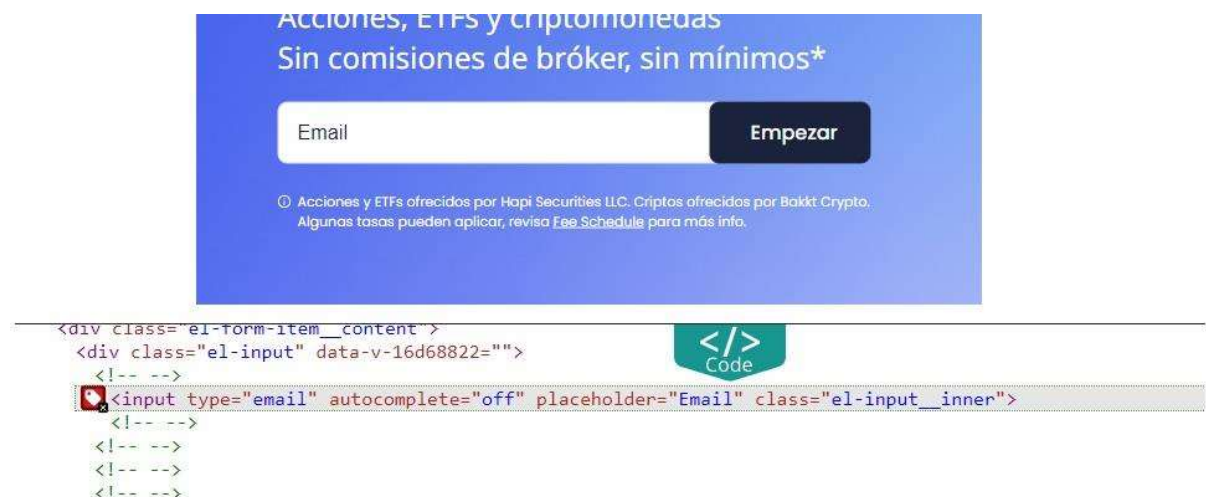 Acciones, ETFs y criptomonedas
Sin comisiones de bróker, sin mínimos*
Email
Empezar
Acciones y ETFs ofrecidos por Hapi Securities LLC. Criptos ofrecidos por Bakkt Crypto.
Algunas tasas pueden aplicar, revisa Fee Schedule para más info.
<div class="el-form-item__content">
<div class="el-input" data-v-16d68822="">
</>
Code
<!-- -->
<input type="email" autocomplete="off" placeholder="Email" class="el-input__inner">
<!-- -->
<!-- -->
<!-- -->
<!-- -->